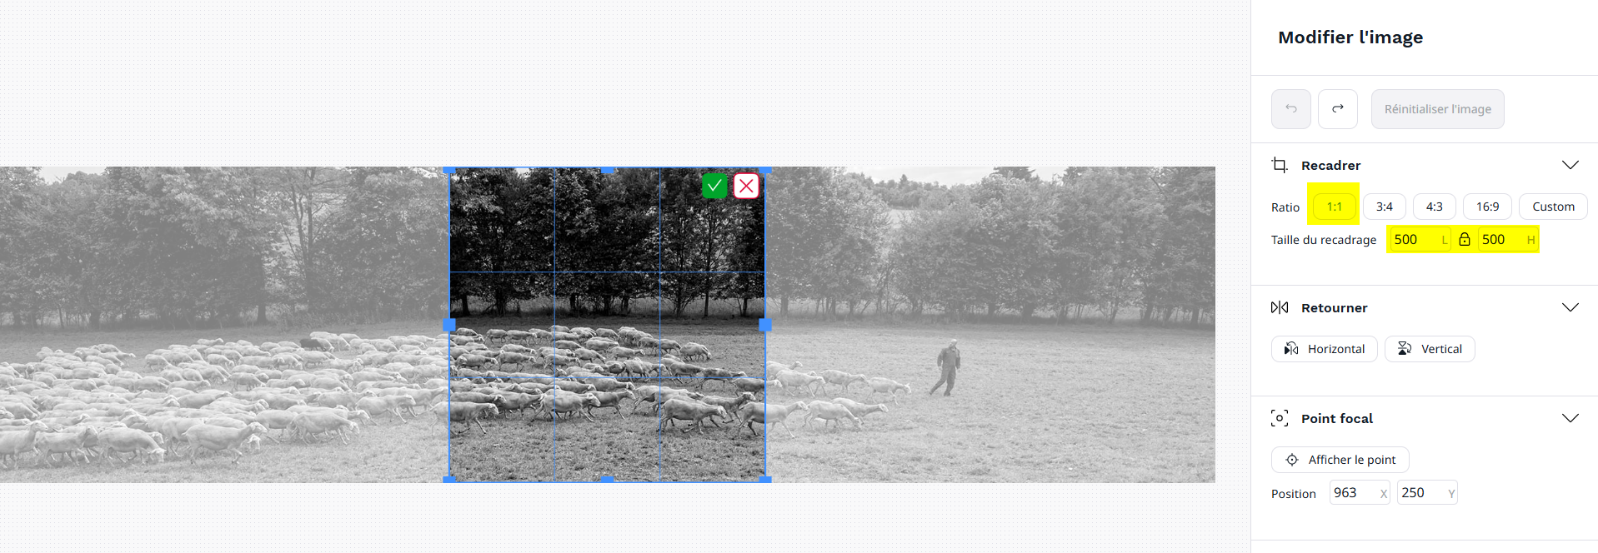 Modifier l'image
Réinitialiser l'image
Recadrer
Ratio 1:1 3:4 4:3 16:9 Custom
Taille du recadrage 500 L 500 H
Retourner
Horizontal Vertical
Point focal
Afficher le point
Position 963 X 250 Y